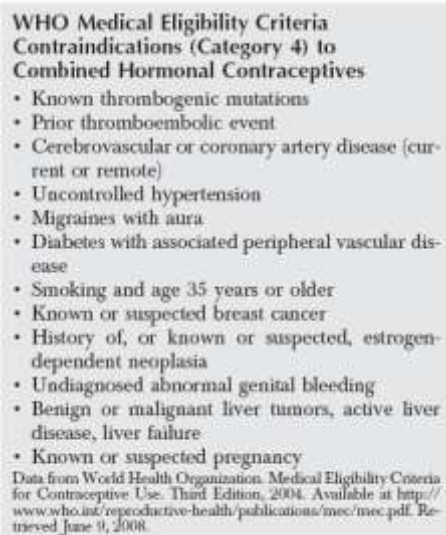 WHO Medical Eligibility Criteria
Contraindications (Category 4) to
Combined Hormonal Contraceptives
• Known thrombogenic mutations
• Prior thromboembolic event
• Cerebrovascular or coronary artery disease (cur-
rent or remote)
• Uncontrolled hypertension
• Migraines with aura
• Diabetes with associated peripheral vascular dis-
ease
• Smoking and age 35 years or older
• Known or suspected breast cancer
• History of, or known or suspected, estrogen-
dependent neoplasia
• Undiagnosed abnormal genital bleeding
• Benign or malignant liver tumors, active liver
disease, liver failure
• Known or suspected pregnancy
Data from World Health Organization. Medical Eligibility Criteria
for Contraceptive Use. Third Edition, 2004. Available at http://
www.who.int/reproductive-health/publications/mec/mec.pdf. Re-
trieved June 9, 2008.